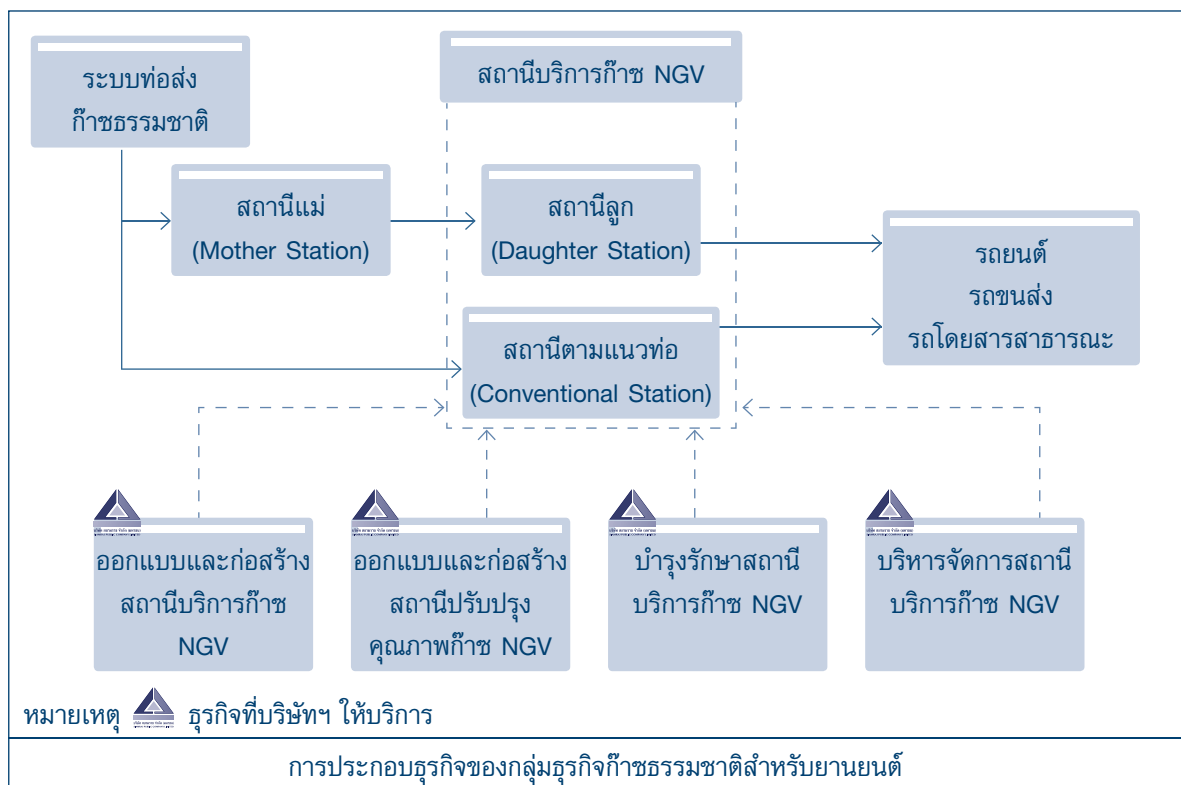 ระบบท่อส่ง
ก๊าซธรรมชาติ
สถานีบริการก๊าซ NGV
สถานีแม่
(Mother Station)
สถานีลูก
(Daughter Station)
รถยนต์
รถขนส่ง
รถโดยสารสาธารณะ
สถานีตามแนวท่อ
(Conventional Station)
ออกแบบและก่อสร้าง
สถานีบริการก๊าซ
NGV
ออกแบบและก่อสร้าง
สถานีปรับปรุง
คุณภาพก๊าซ NGV
บำรุงรักษาสถานี
บริการก๊าซ NGV
บริหารจัดการสถานี
บริการก๊าซ NGV
หมายเหตุ ธุรกิจที่บริษัทฯ ให้บริการ
การประกอบธุรกิจของกลุ่มธุรกิจก๊าซธรรมชาติสำหรับยานยนต์